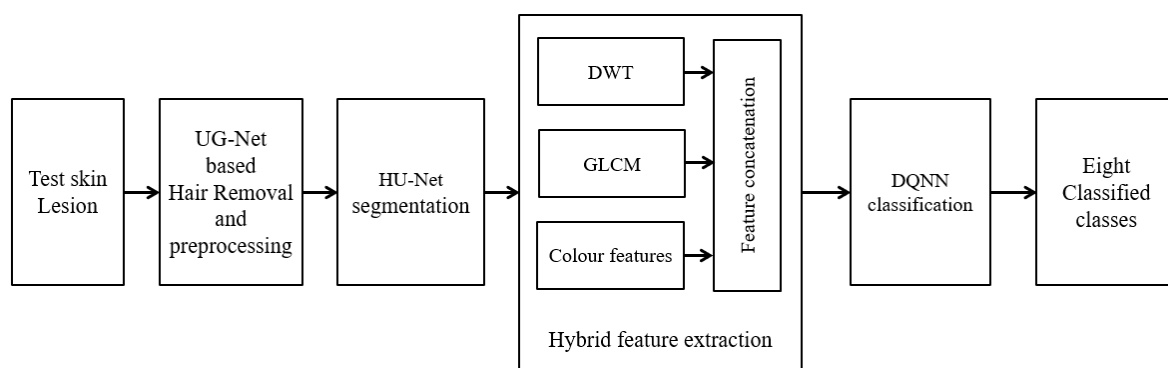 Test skin
Lesion
UG-Net
based
Hair Removal
and
preprocessing
HU-Net
segmentation
DWT
GLCM
Colour features
Feature concatenation
Hybrid feature extraction
DQNN
classification
Eight
Classified
classes